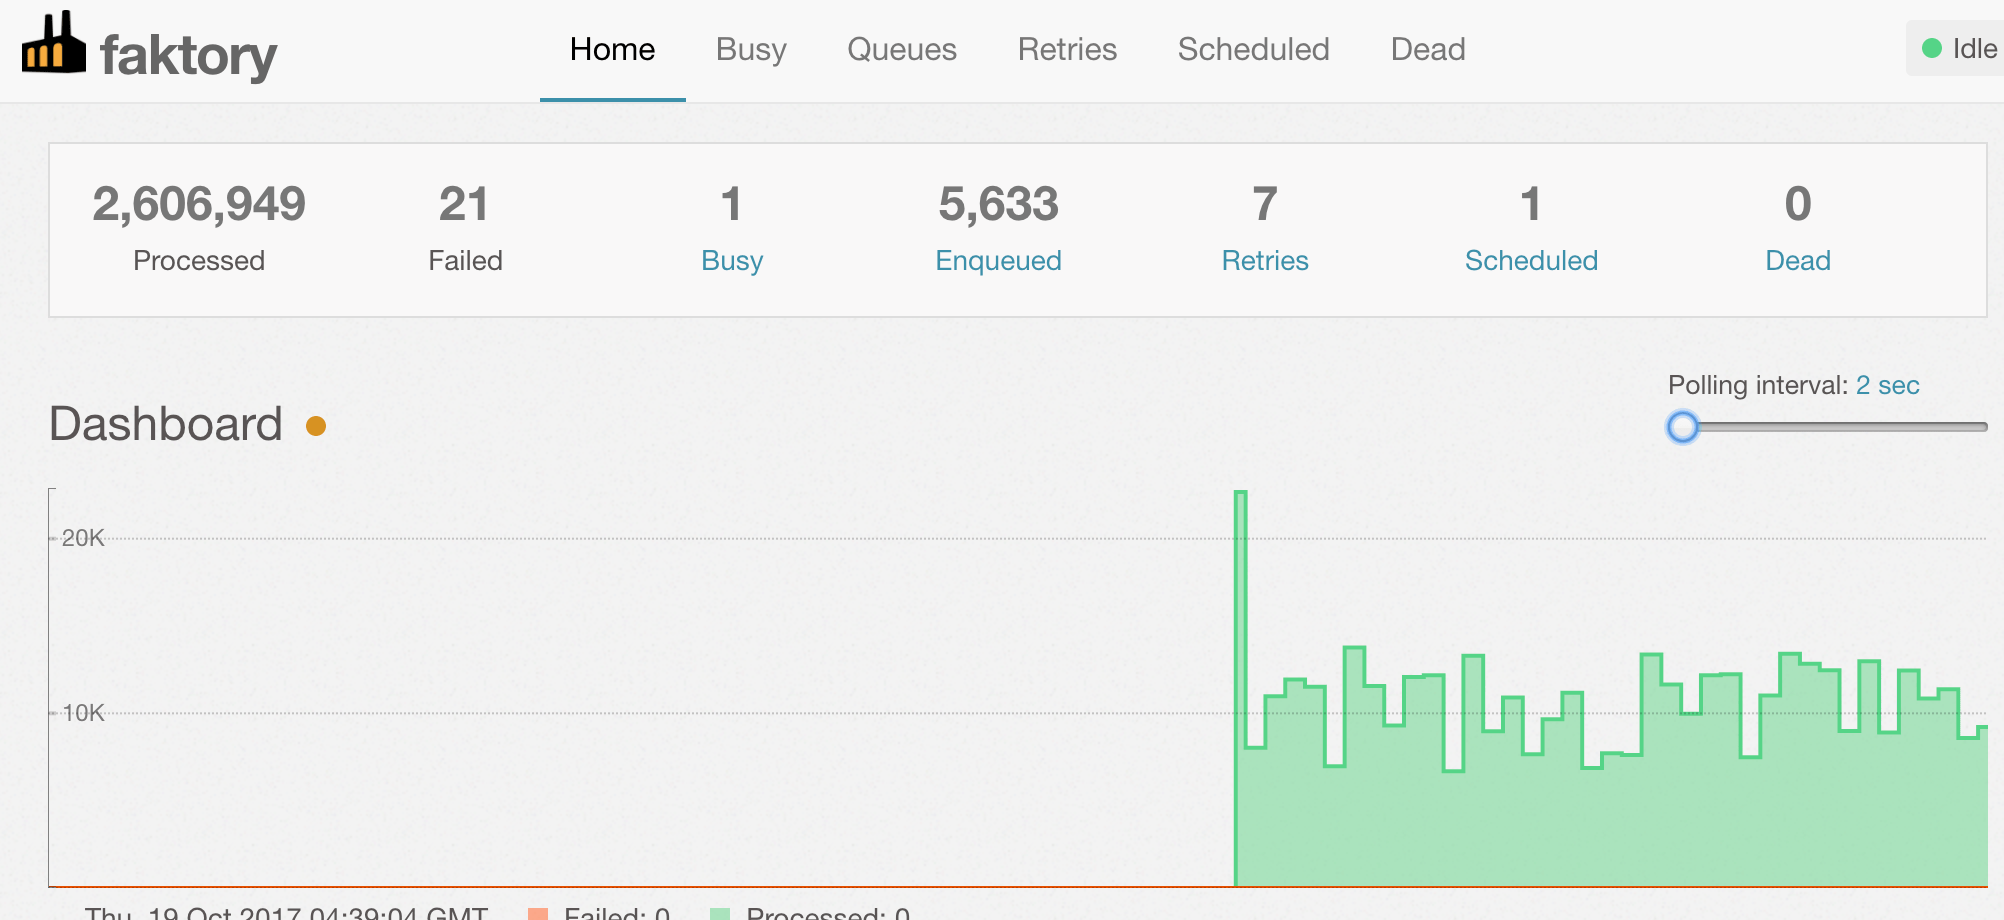 faktory Home Busy Queues Retries Scheduled Dead Idle
2,606,949 21 1 5,633 7 1 0
Processed Failed Busy Enqueued Retries Scheduled Dead
Polling interval: 2 sec
Dashboard
20K
10K
Thu, 19 Oct 2017 04:39:04 GMT Failed: 0 Processed: 0